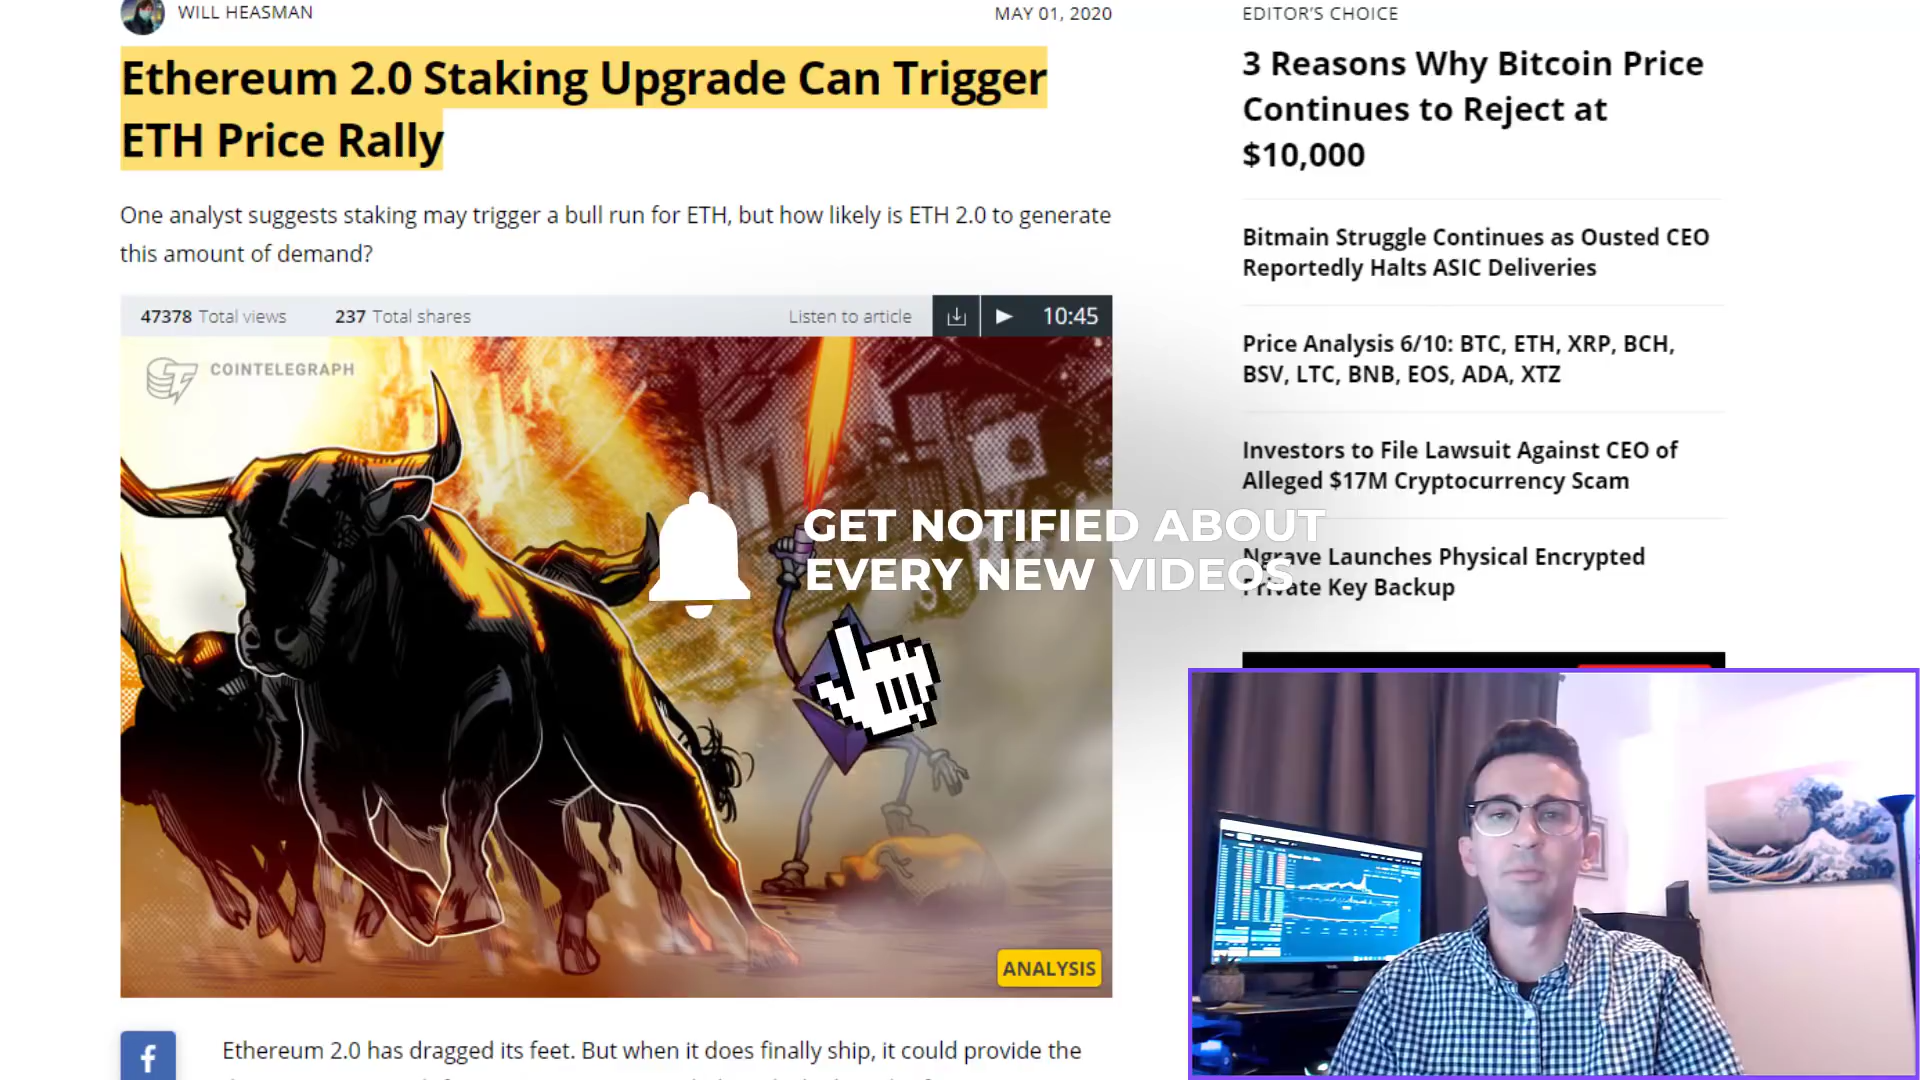 WILL HEASMAN
MAY 01, 2020
Ethereum 2.0 Staking Upgrade Can Trigger
ETH Price Rally
One analyst suggests staking may trigger a bull run for ETH, but how likely is ETH 2.0 to generate
this amount of demand?
47378 Total views
237 Total shares
Listen to article
10:45
COINTELEGRAPH
GET NOTIFIED ABOUT
EVERY NEW VIDEOS
ANALYSIS
f
Ethereum 2.0 has dragged its feet. But when it does finally ship, it could provide the
EDITOR'S CHOICE
3 Reasons Why Bitcoin Price
Continues to Reject at
$10,000
Bitmain Struggle Continues as Ousted CEO
Reportedly Halts ASIC Deliveries
Price Analysis 6/10: BTC, ETH, XRP, BCH,
BSV, LTC, BNB, EOS, ADA, XTZ
Investors to File Lawsuit Against CEO of
Alleged $17M Cryptocurrency Scam
Ngrave Launches Physical Encrypted
Private Key Backup